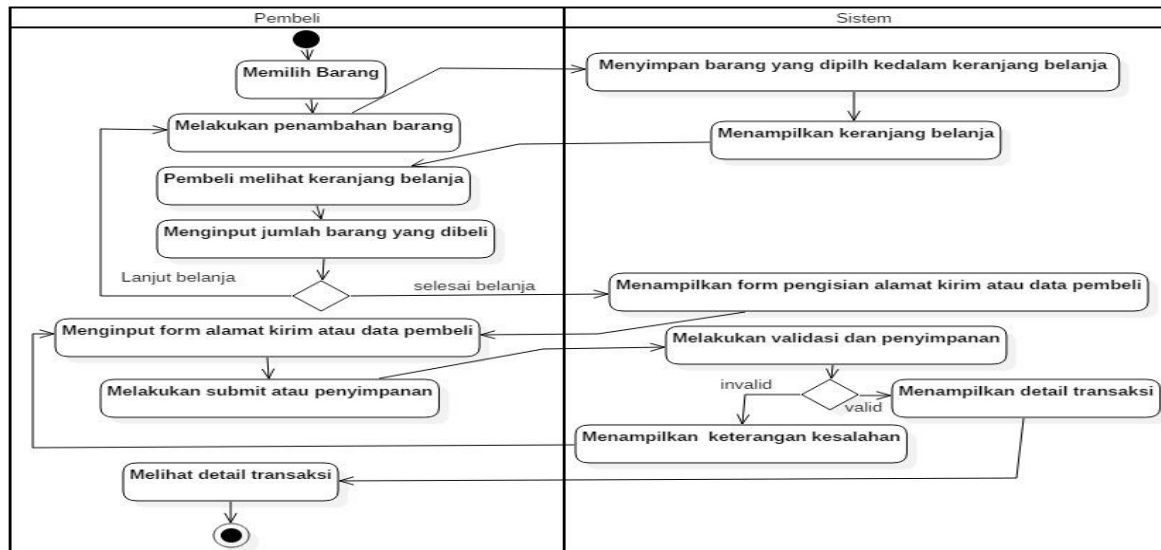 Pembeli
Sistem
Memilih Barang
Menyimpan barang yang dipilh kedalam keranjang belanja
Melakukan penambahan barang
Menampilkan keranjang belanja
Pembeli melihat keranjang belanja
Menginput jumlah barang yang dibeli
Lanjut belanja
selesai belanja
Menampilkan form pengisian alamat kirim atau data pembeli
Menginput form alamat kirim atau data pembeli
Melakukan validasi dan penyimpanan
Melakukan submit atau penyimpanan
invalid
valid
Menampilkan detail transaksi
Menampilkan keterangan kesalahan
Melihat detail transaksi